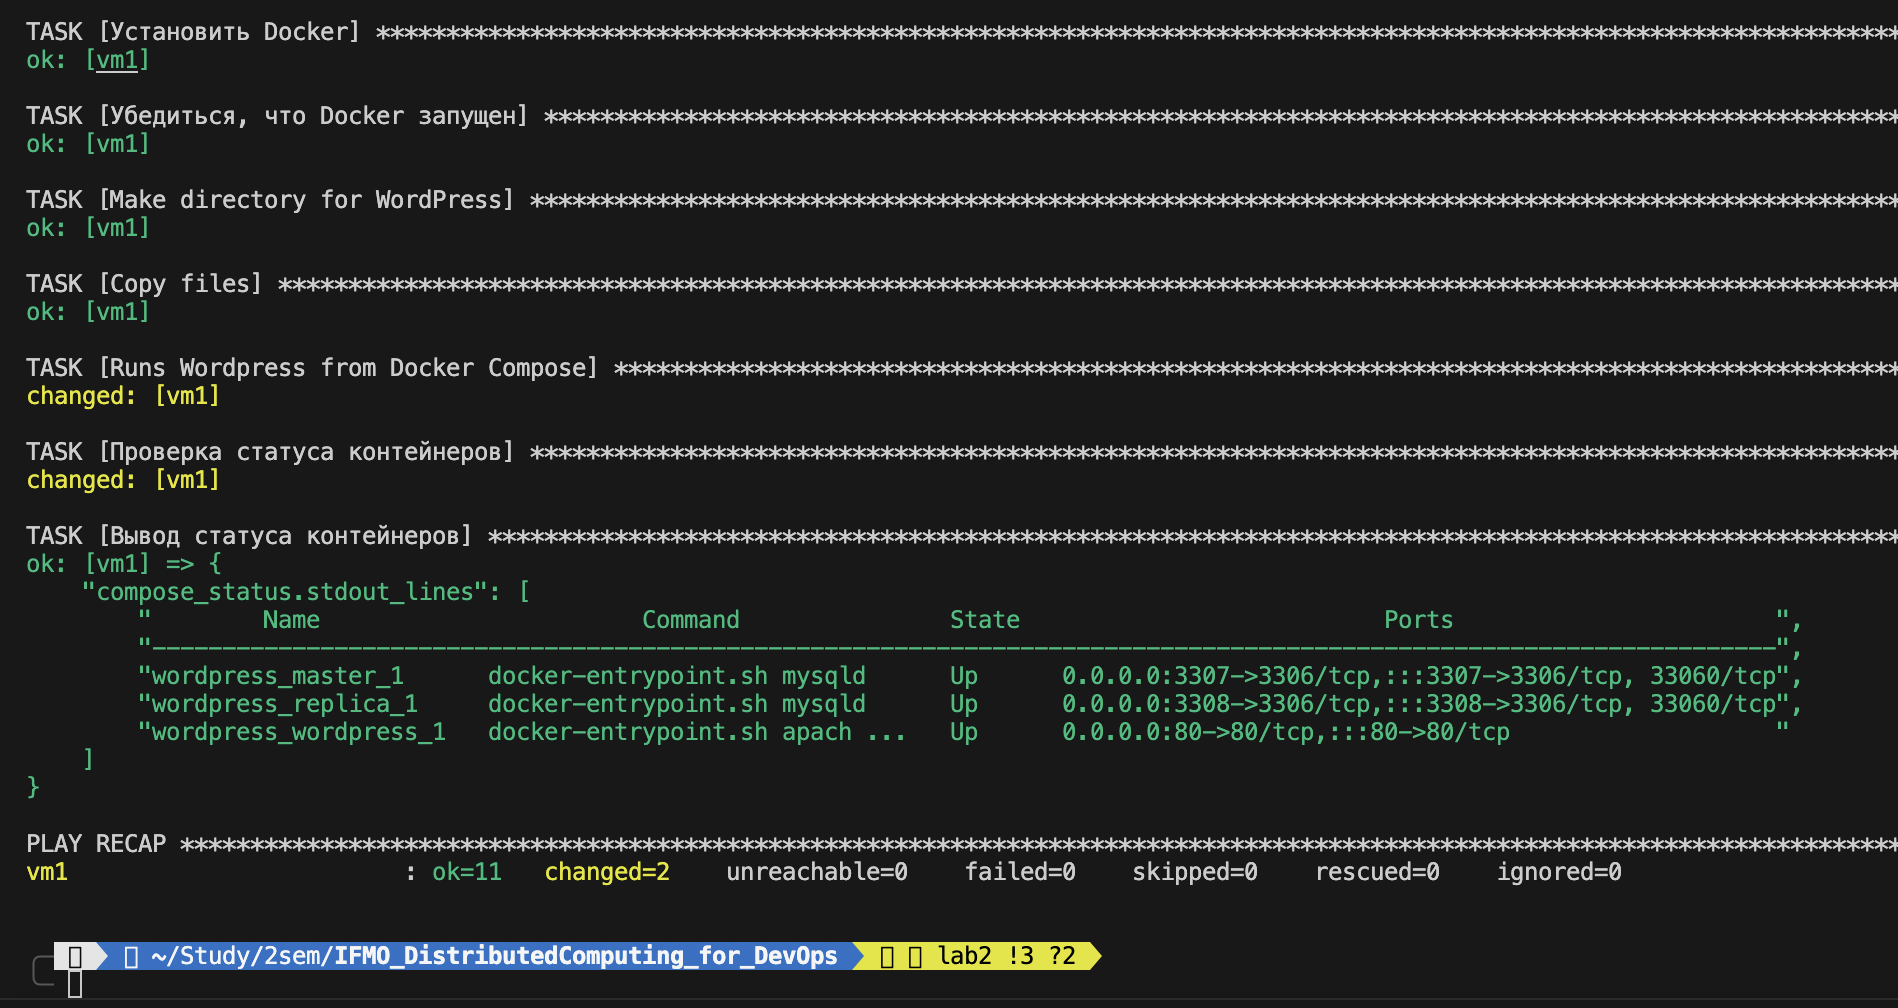 TASK [Установить Docker] ************************************************************************************************************
ok: [vm1]
TASK [Убедиться, что Docker запущен] ************************************************************************************************
ok: [vm1]
TASK [Make directory for WordPress] *************************************************************************************************
ok: [vm1]
TASK [Copy files] *******************************************************************************************************************
ok: [vm1]
TASK [Runs Wordpress from Docker Compose] *******************************************************************************************
changed: [vm1]
TASK [Проверка статуса контейнеров] *************************************************************************************************
changed: [vm1]
TASK [Вывод статуса контейнеров] ****************************************************************************************************
ok: [vm1] => {
    "compose_status.stdout_lines": [
        "        Name                       Command               State                          Ports                       ",
        "--------------------------------------------------------------------------------------------------------------------",
        "wordpress_master_1      docker-entrypoint.sh mysqld      Up      0.0.0.0:3307->3306/tcp,:::3307->3306/tcp, 33060/tcp",
        "wordpress_replica_1     docker-entrypoint.sh mysqld      Up      0.0.0.0:3308->3306/tcp,:::3308->3306/tcp, 33060/tcp",
        "wordpress_wordpress_1   docker-entrypoint.sh apach ...   Up      0.0.0.0:80->80/tcp,:::80->80/tcp                   "
    ]
}
PLAY RECAP **************************************************************************************************************************
vm1                        : ok=11   changed=2    unreachable=0    failed=0    skipped=0    rescued=0    ignored=0
~/Study/2sem/IFMO_DistributedComputing_for_DevOps lab2 !3 ?2